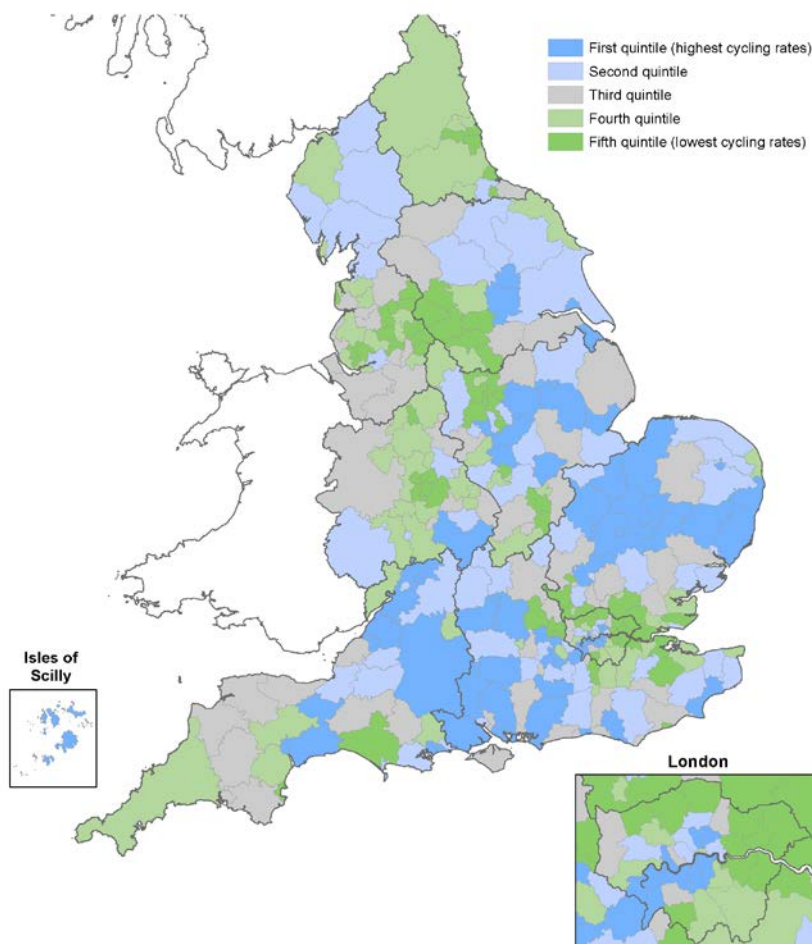 First quintile (highest cycling rates)
Second quintile
Third quintile
Fourth quintile
Fifth quintile (lowest cycling rates)
Isles of
Scilly
London